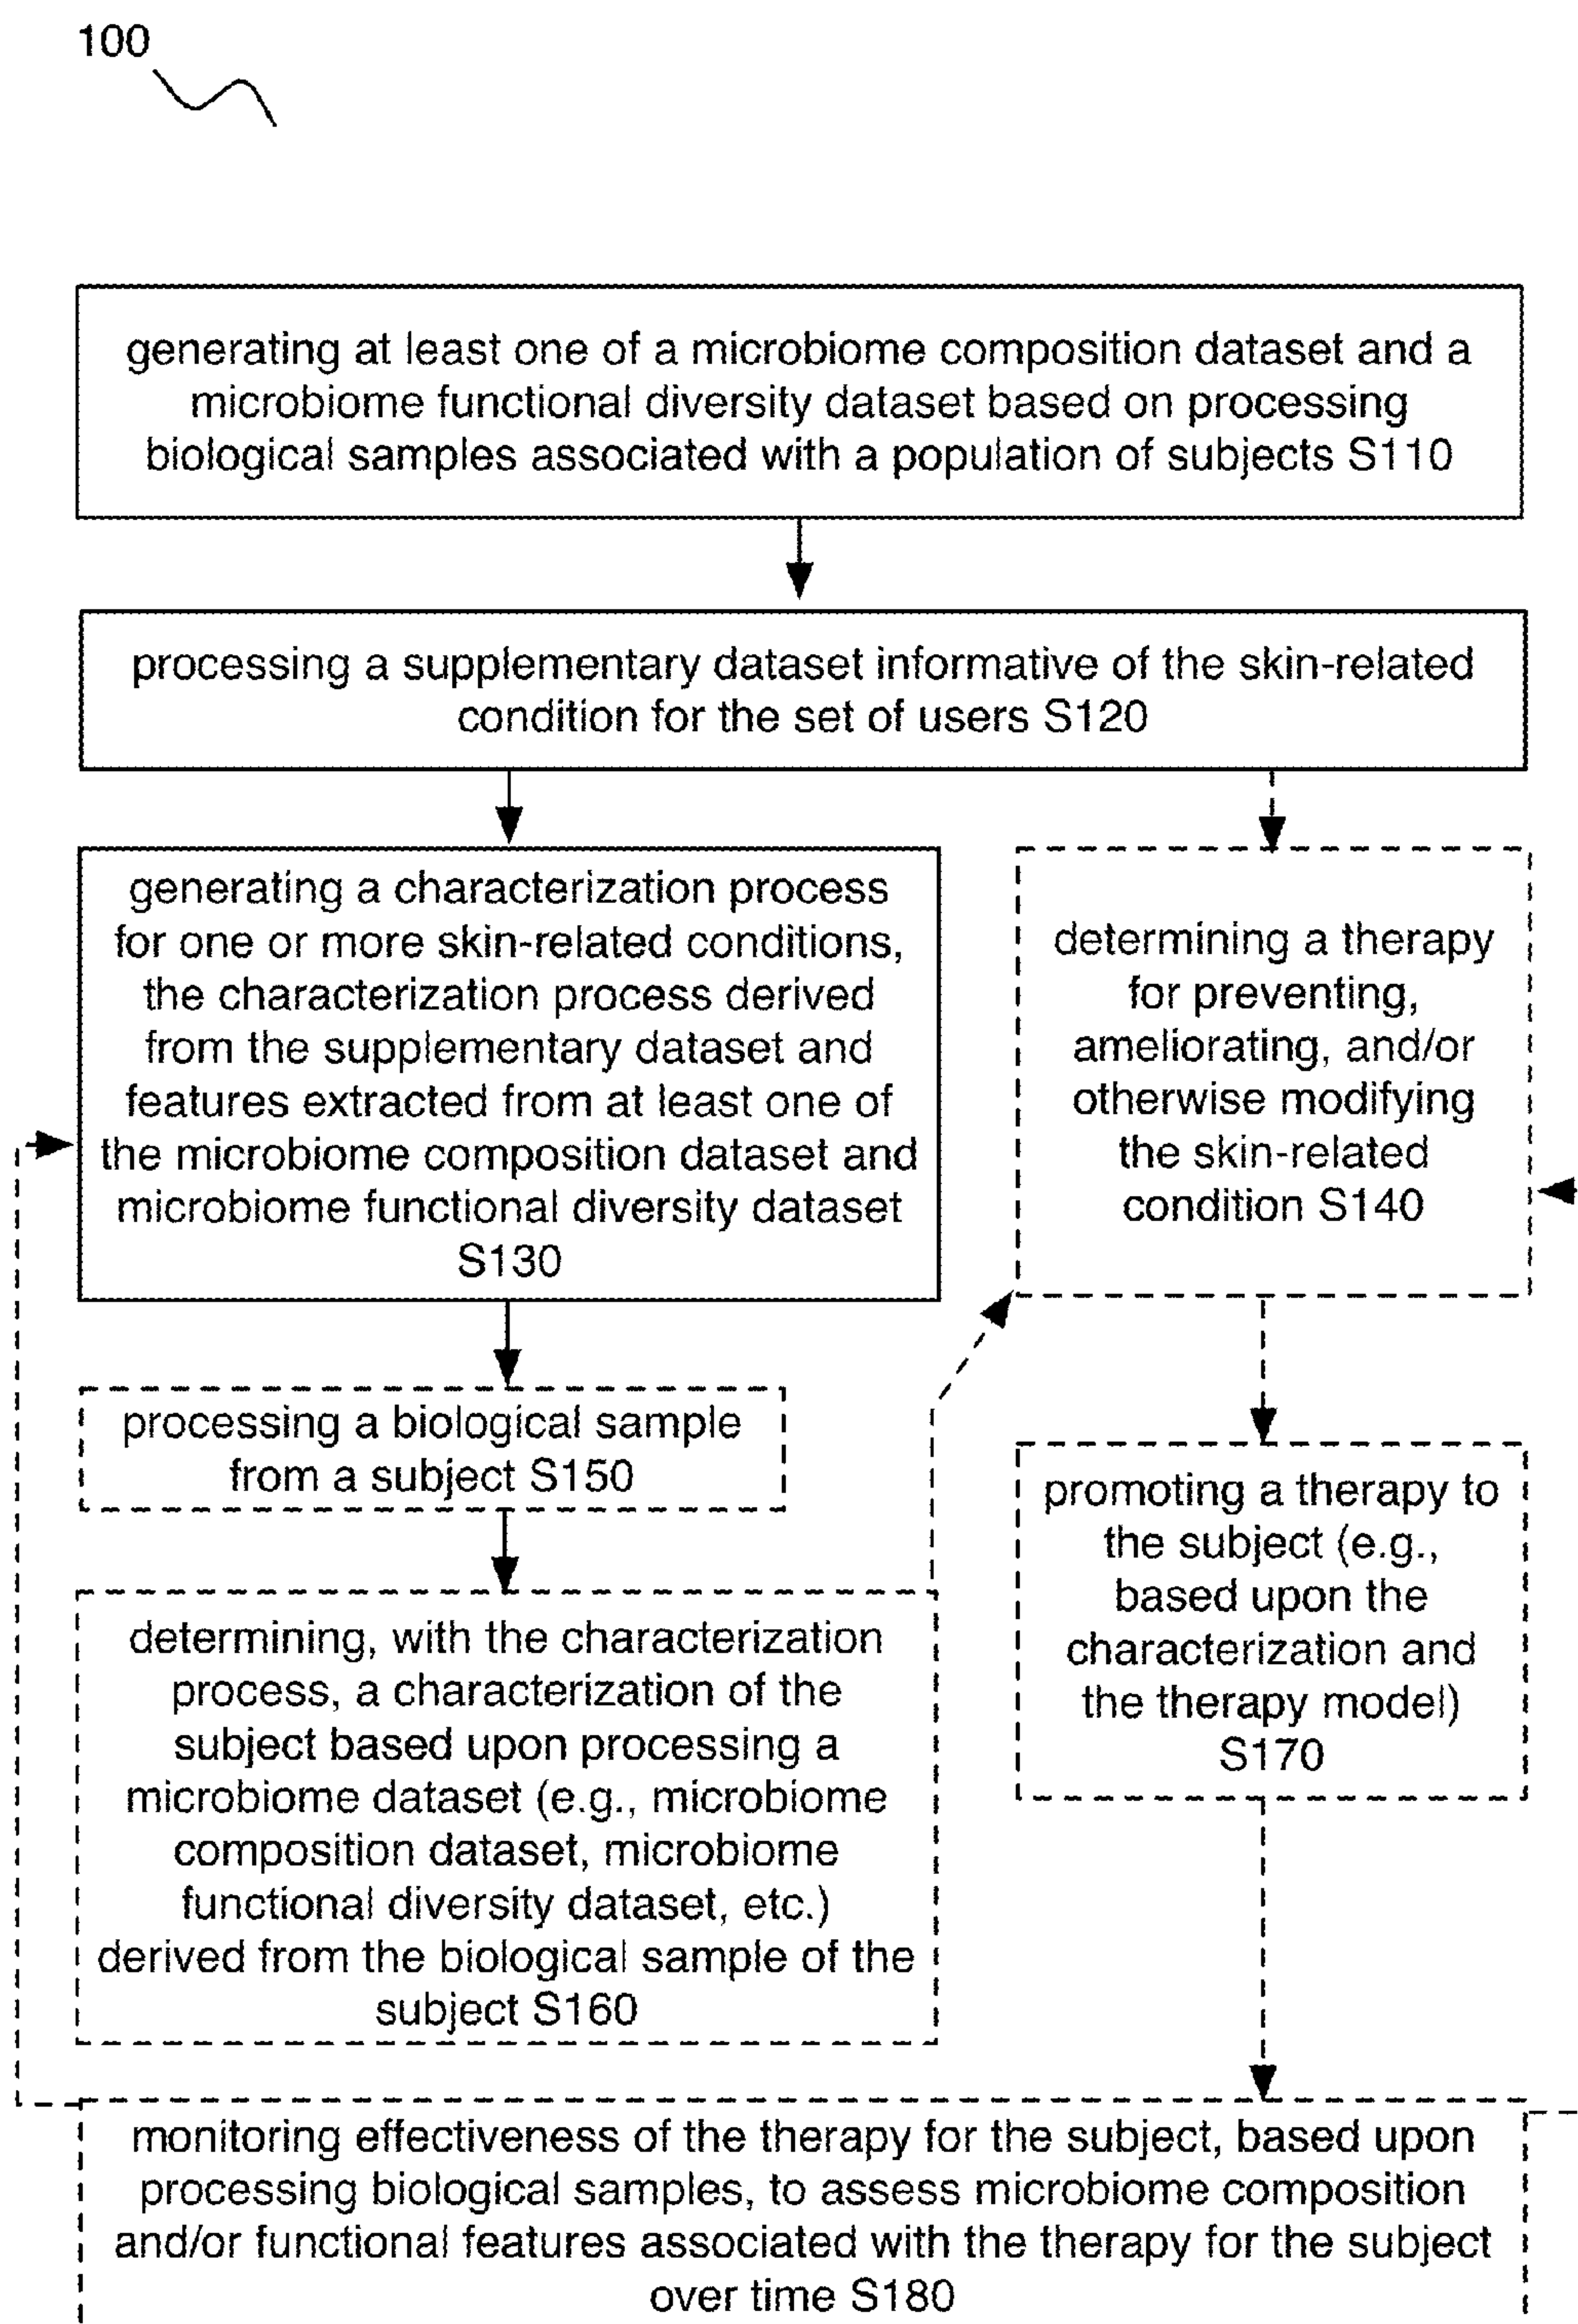 100
generating at least one of a microbiome composition dataset and a
microbiome functional diversity dataset based on processing
biological samples associated with a population of subjects S110
processing a supplementary dataset informative of the skin-related
condition for the set of users S120
generating a characterization process
for one or more skin-related conditions,
the characterization process derived
from the supplementary dataset and
features extracted from at least one of
the microbiome composition dataset and
microbiome functional diversity dataset
S130
determining a therapy
for preventing,
ameliorating, and/or
otherwise modifying
the skin-related
condition S140
processing a biological sample
from a subject S150
determining, with the characterization
process, a characterization of the
subject based upon processing a
microbiome dataset (e.g., microbiome
composition dataset, microbiome
functional diversity dataset, etc.)
derived from the biological sample of the
subject S160
promoting a therapy to
the subject (e.g.,
based upon the
characterization and
the therapy model)
S170
monitoring effectiveness of the therapy for the subject, based upon
processing biological samples, to assess microbiome composition
and/or functional features associated with the therapy for the subject
over time S180